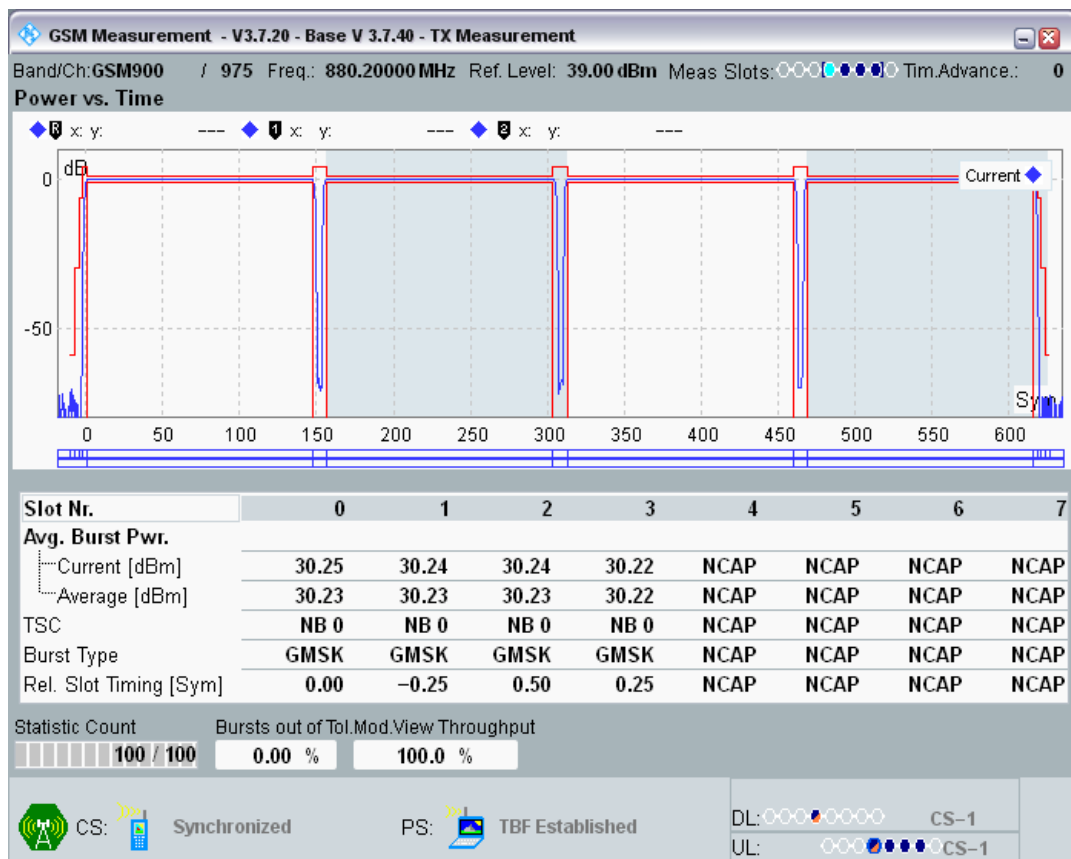 GSM Measurement - V3.7.20 - Base V 3.7.40 - TX Measurement
Band/Ch:GSM900 / 975 Freq.: 880.20000 MHz Ref. Level: 39.00 dBm Meas Slots: Tim.Advance.: 0
Power vs. Time
R x: y: --- 1 x: y: --- 2 x: y: ---
dB
0 Current
-50
0 50 100 150 200 250 300 350 400 450 500 550 600
Slot Nr. 0 1 2 3 4 5 6 7
Avg. Burst Pwr.
Current [dBm] 30.25 30.24 30.24 30.22 NCAP NCAP NCAP NCAP
Average [dBm] 30.23 30.23 30.23 30.22 NCAP NCAP NCAP NCAP
TSC NB 0 NB 0 NB 0 NB 0 NCAP NCAP NCAP NCAP
Burst Type GMSK GMSK GMSK GMSK NCAP NCAP NCAP NCAP
Rel. Slot Timing [Sym] 0.00 −0.25 0.50 0.25 NCAP NCAP NCAP NCAP
Statistic Count Bursts out of Tol. Mod.View Throughput
100 / 100 0.00 % 100.0 %
CS: Synchronized PS: TBF Established DL: CS−1
UL: CS−1